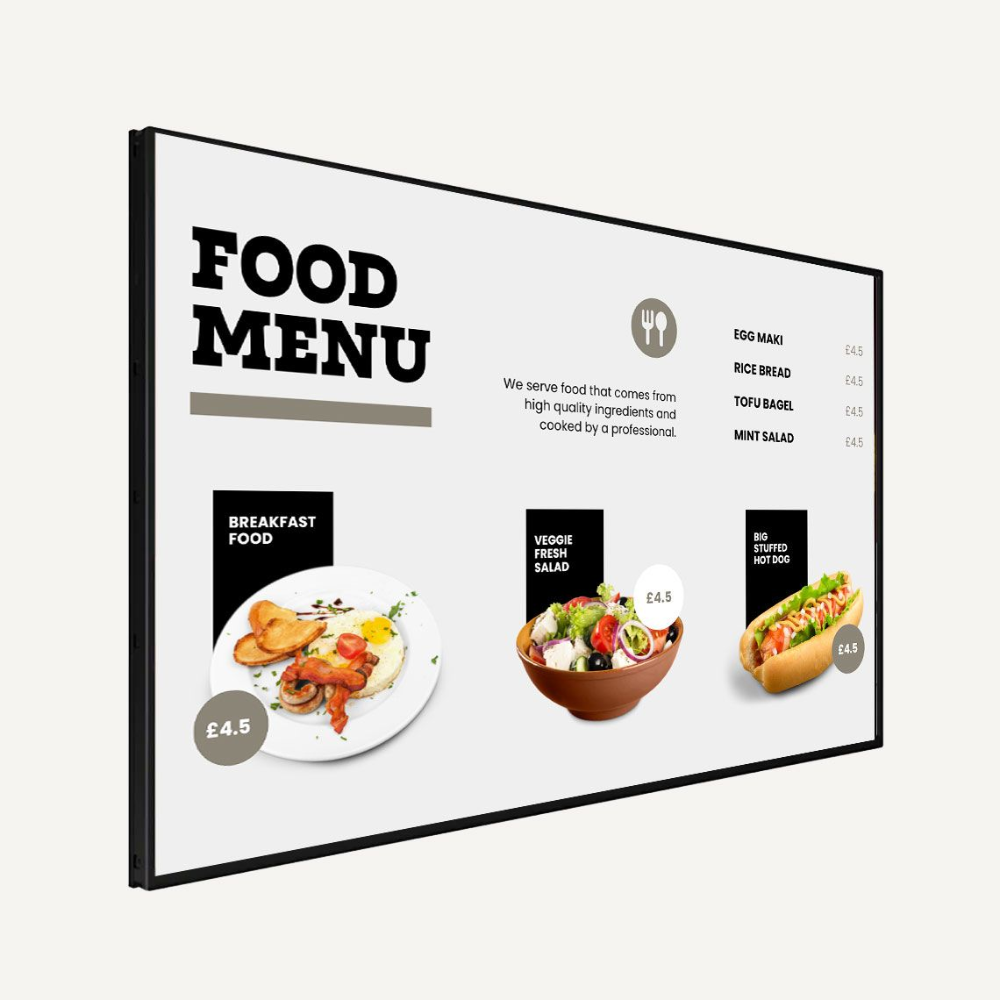 FOOD
MENU
We serve food that comes from
high quality ingredients and
cooked by a professional.
EGG MAKI £4.5
RICE BREAD £4.5
TOFU BAGEL £4.5
MINT SALAD £4.5
BREAKFAST
FOOD
£4.5
VEGGIE
FRESH
SALAD
£4.5
BIG
STUFFED
HOT DOG
£4.5